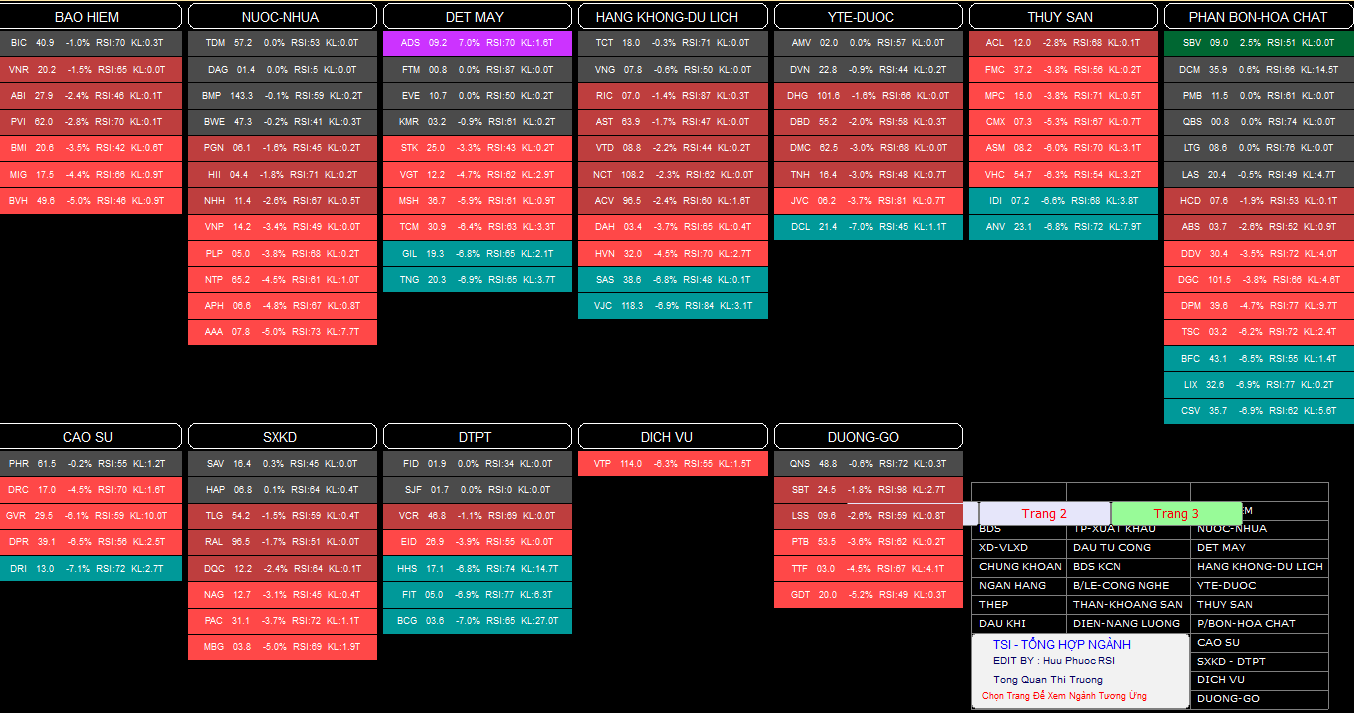 BAO HIEM
BIC 40.9 -1.0% RSI:70 KL:0.3T
VNR 20.2 -1.5% RSI:65 KL:0.0T
ABI 27.9 -2.4% RSI:46 KL:0.1T
PVI 62.0 -2.8% RSI:70 KL:0.1T
BMI 20.6 -3.5% RSI:42 KL:0.6T
MIG 17.5 -4.4% RSI:66 KL:0.9T
BVH 49.6 -5.0% RSI:46 KL:0.9T
NUOC-NHUA
TDM 57.2 0.0% RSI:53 KL:0.0T
DAG 01.4 0.0% RSI:5 KL:0.0T
BMP 143.3 -0.1% RSI:59 KL:0.2T
BWE 47.3 -0.2% RSI:41 KL:0.3T
PGN 06.1 -1.6% RSI:45 KL:0.2T
HII 04.4 -1.8% RSI:71 KL:0.2T
NHH 11.4 -2.6% RSI:67 KL:0.5T
VNP 14.2 -3.4% RSI:49 KL:0.0T
PLP 05.0 -3.8% RSI:68 KL:0.2T
NTP 65.2 -4.5% RSI:61 KL:1.0T
APH 06.6 -4.8% RSI:67 KL:0.8T
AAA 07.8 -5.0% RSI:73 KL:7.7T
DET MAY
ADS 09.2 7.0% RSI:70 KL:1.6T
FTM 00.8 0.0% RSI:87 KL:0.0T
EVE 10.7 0.0% RSI:50 KL:0.2T
KMR 03.2 -0.9% RSI:61 KL:0.2T
STK 25.0 -3.3% RSI:43 KL:0.2T
VGT 12.2 -4.7% RSI:62 KL:2.9T
MSH 36.7 -5.9% RSI:61 KL:0.9T
TCM 30.9 -6.4% RSI:63 KL:3.3T
GIL 19.3 -6.8% RSI:65 KL:2.1T
TNG 20.3 -6.9% RSI:65 KL:3.7T
HANG KHONG-DU LICH
TCT 18.0 -0.3% RSI:71 KL:0.0T
VNG 07.8 -0.6% RSI:50 KL:0.0T
RIC 07.0 -1.4% RSI:87 KL:0.3T
AST 63.9 -1.7% RSI:47 KL:0.0T
VTD 08.8 -2.2% RSI:44 KL:0.2T
NCT 108.2 -2.3% RSI:62 KL:0.0T
ACV 96.5 -2.4% RSI:60 KL:1.6T
DAH 03.4 -3.7% RSI:65 KL:0.4T
HVN 32.0 -4.5% RSI:70 KL:2.7T
SAS 38.6 -6.8% RSI:48 KL:0.1T
VJC 118.3 -6.9% RSI:84 KL:3.1T
YTE-DUOC
AMV 02.0 0.0% RSI:57 KL:0.0T
DVN 22.8 -0.9% RSI:44 KL:0.2T
DHG 101.6 -1.6% RSI:66 KL:0.0T
DBD 55.2 -2.0% RSI:58 KL:0.3T
DMC 62.5 -3.0% RSI:68 KL:0.0T
TNH 16.4 -3.0% RSI:48 KL:0.7T
JVC 06.2 -3.7% RSI:81 KL:0.7T
DCL 21.4 -7.0% RSI:45 KL:1.1T
THUY SAN
ACL 12.0 -2.8% RSI:68 KL:0.1T
FMC 37.2 -3.8% RSI:56 KL:0.2T
MPC 15.0 -3.8% RSI:71 KL:0.5T
CMX 07.3 -5.3% RSI:67 KL:0.7T
ASM 08.2 -6.0% RSI:70 KL:3.1T
VHC 54.7 -6.3% RSI:54 KL:3.2T
IDI 07.2 -6.6% RSI:68 KL:3.8T
ANV 23.1 -6.8% RSI:72 KL:7.9T
PHAN BON-HOA CHAT
SBV 09.0 2.5% RSI:51 KL:0.0T
DCM 35.9 0.6% RSI:66 KL:14.5T
PMB 11.5 0.0% RSI:61 KL:0.0T
QBS 00.8 0.0% RSI:74 KL:0.0T
LTG 08.6 0.0% RSI:76 KL:0.0T
LAS 20.4 -0.5% RSI:49 KL:4.7T
HCD 07.6 -1.9% RSI:53 KL:0.1T
ABS 03.7 -2.6% RSI:52 KL:0.9T
DDV 30.4 -3.5% RSI:72 KL:4.0T
DGC 101.5 -3.8% RSI:66 KL:4.6T
DPM 39.6 -4.7% RSI:77 KL:9.7T
TSC 03.2 -6.2% RSI:72 KL:2.4T
BFC 43.1 -6.5% RSI:55 KL:1.4T
LIX 32.6 -6.9% RSI:77 KL:0.2T
CSV 35.7 -6.9% RSI:62 KL:5.6T
CAO SU
PHR 61.5 -0.2% RSI:55 KL:1.2T
DRC 17.0 -4.5% RSI:70 KL:1.6T
GVR 29.5 -6.1% RSI:59 KL:10.0T
DPR 39.1 -6.5% RSI:56 KL:2.5T
DRI 13.0 -7.1% RSI:72 KL:2.7T
SXKD
SAV 16.4 0.3% RSI:45 KL:0.0T
HAP 06.8 0.1% RSI:64 KL:0.4T
TLG 54.2 -1.5% RSI:59 KL:0.4T
RAL 96.5 -1.7% RSI:51 KL:0.0T
DQC 12.2 -2.4% RSI:64 KL:0.1T
NAG 12.7 -3.1% RSI:45 KL:0.4T
PAC 31.1 -3.7% RSI:72 KL:1.1T
MBG 03.8 -5.0% RSI:69 KL:1.9T
DTPT
FID 01.9 0.0% RSI:34 KL:0.0T
SJF 01.7 0.0% RSI:0 KL:0.0T
VCR 46.8 -1.1% RSI:69 KL:0.0T
EID 26.9 -3.9% RSI:55 KL:0.0T
HHS 17.1 -6.8% RSI:74 KL:14.7T
FIT 05.0 -6.9% RSI:77 KL:6.3T
BCG 03.6 -7.0% RSI:65 KL:27.0T
DICH VU
VTP 114.0 -6.3% RSI:55 KL:1.5T
DUONG-GO
QNS 48.8 -0.6% RSI:72 KL:0.3T
SBT 24.5 -1.8% RSI:98 KL:2.7T
LSS 09.6 -2.6% RSI:59 KL:0.8T
PTB 53.5 -3.6% RSI:62 KL:0.2T
TTF 03.0 -4.5% RSI:67 KL:4.1T
GDT 20.0 -5.2% RSI:49 KL:0.3T
Trang 2 Trang 3
BDS TP-XUAT KHAU NUOC-NHUA
XD-VLXD DAU TU CONG DET MAY
CHUNG KHOAN BDS KCN HANG KHONG-DU LICH
NGAN HANG B/LE-CONG NGHE YTE-DUOC
THEP THAN-KHOANG SAN THUY SAN
DAU KHI DIEN-NANG LUONG P/BON-HOA CHAT
CAO SU
SXKD - DTPT
DICH VU
DUONG-GO
TSI - TỔNG HỢP NGÀNH
EDIT BY : Huu Phuoc RSI
Tong Quan Thi Truong
Chọn Trang Để Xem Ngành Tương Ứng